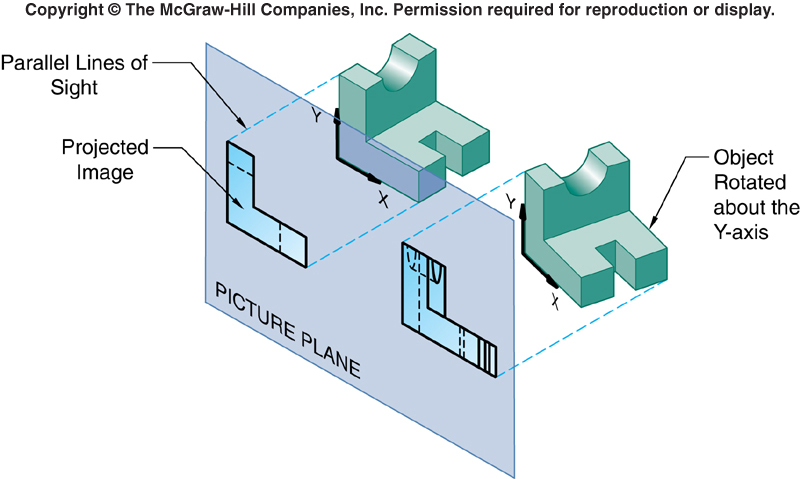 Copyright © The McGraw-Hill Companies, Inc. Permission required for reproduction or display.
Parallel Lines of
Sight
Projected
Image
Y
X
Y
X
Object
Rotated
about the
Y-axis
PICTURE PLANE